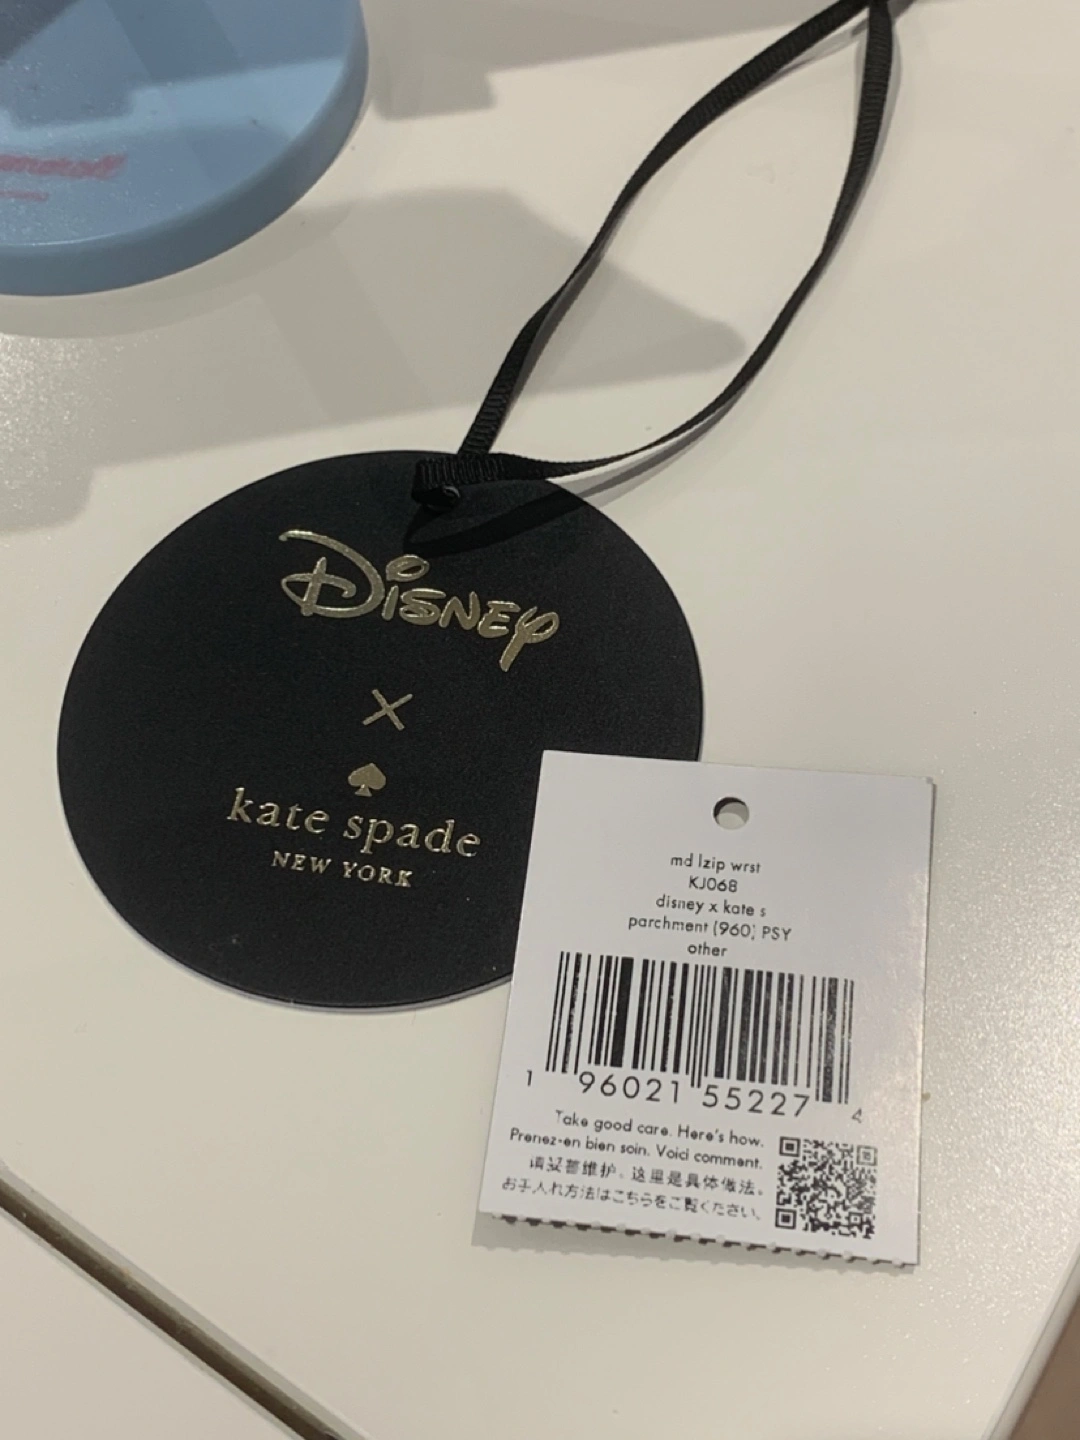 Disney
×
kate spade
NEW YORK
md lzip wrst
KJ068
disney x kate s
parchment (960) PSY
other
1 96021 55227 4
Take good care. Here's how.
Prenez-en bien soin. Voici comment.
请妥善维护。这里是具体做法。
お手入れ方法はこちらをご覧ください。